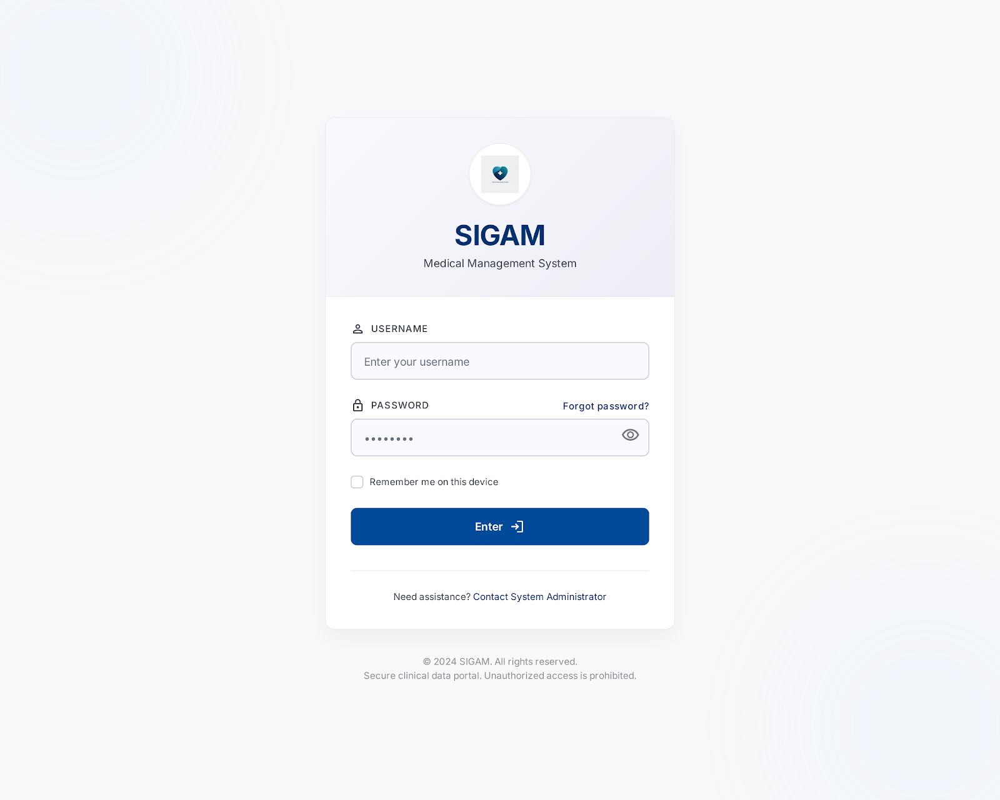 SIGAM
Medical Management System
USERNAME
Enter your username
PASSWORD
Forgot password?
••••••••
Remember me on this device
Enter
Need assistance? Contact System Administrator
© 2024 SIGAM. All rights reserved.
Secure clinical data portal. Unauthorized access is prohibited.